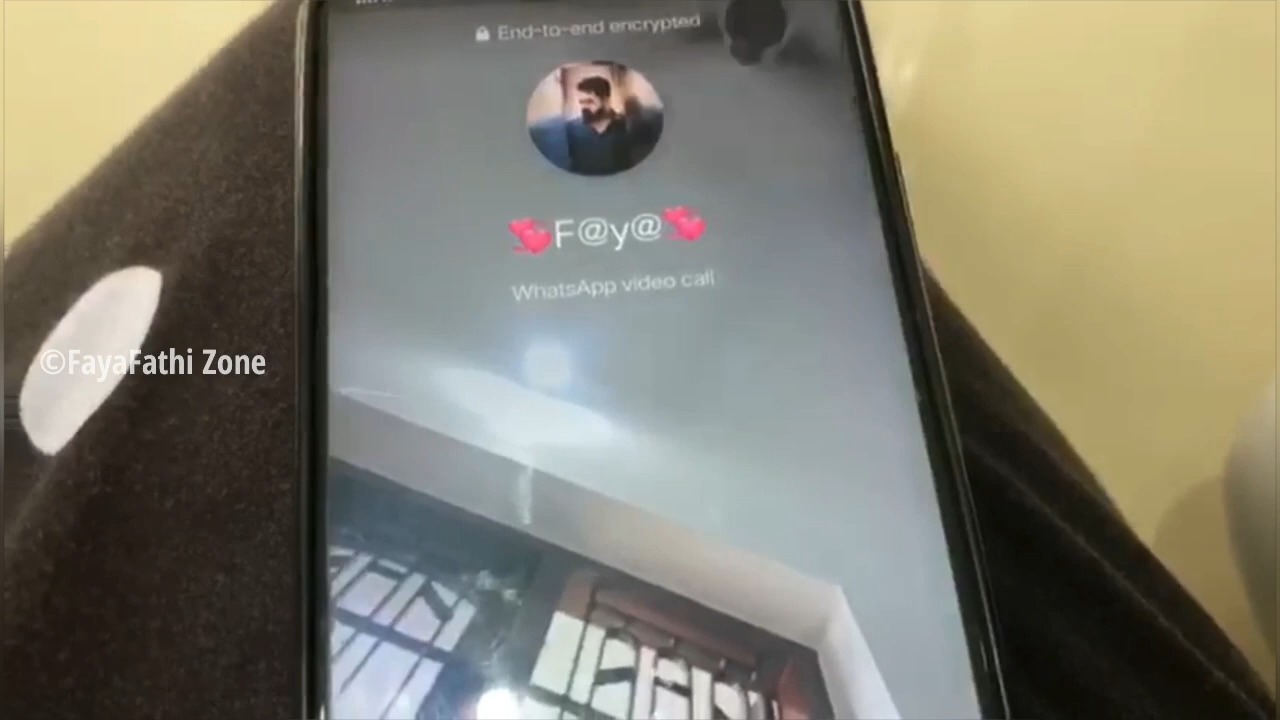 End-to-end encrypted
💞F@y@💞
WhatsApp video call
©FayaFathi Zone